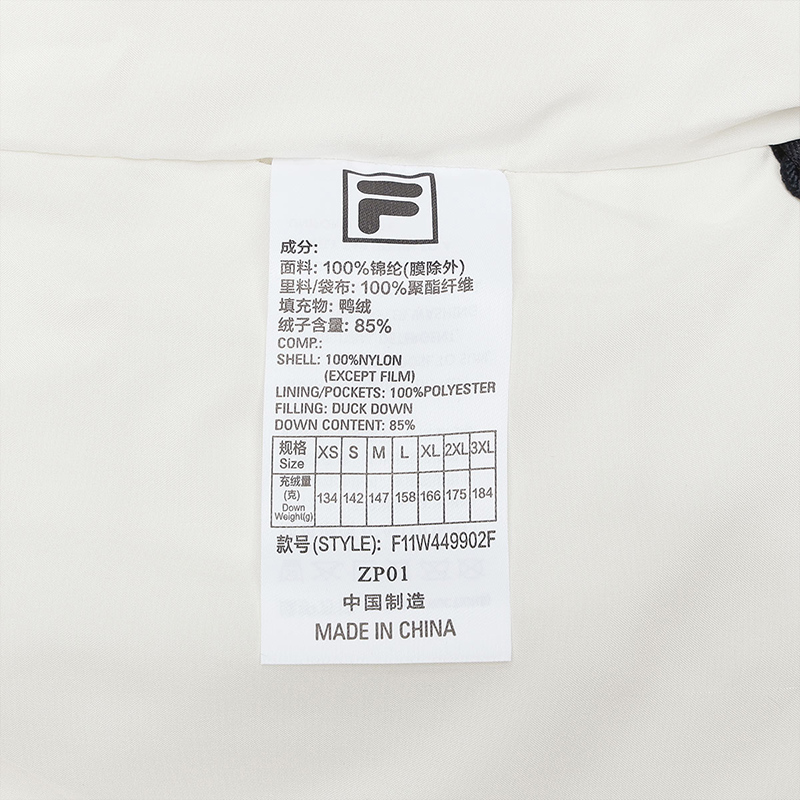 F
成分:
面料: 100%锦纶(膜除外)
里料/袋布: 100%聚酯纤维
填充物: 鸭绒
绒子含量: 85%
COMP.:
SHELL: 100%NYLON
(EXCEPT FILM)
LINING/POCKETS: 100%POLYESTER
FILLING: DUCK DOWN
DOWN CONTENT: 85%
规格 Size XS S M L XL 2XL 3XL
充绒量(克) Down Weight(g) 134 142 147 158 166 175 184
款号(STYLE): F11W449902F
ZP01
中国制造
MADE IN CHINA